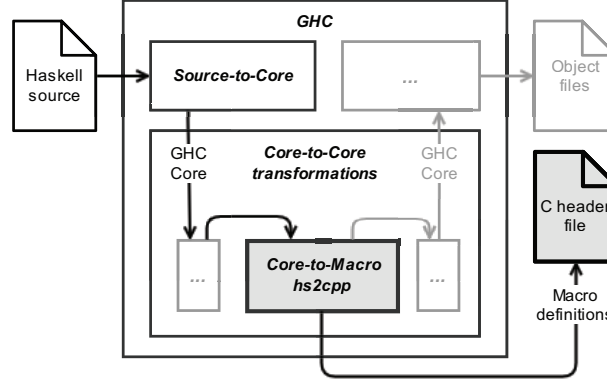 GHC
Haskell
source
Source-to-Core
...
Object
files
GHC
Core
Core-to-Core
transformations
GHC
Core
C header
file
...
Core-to-Macro
hs2cpp
...
Macro
definitions